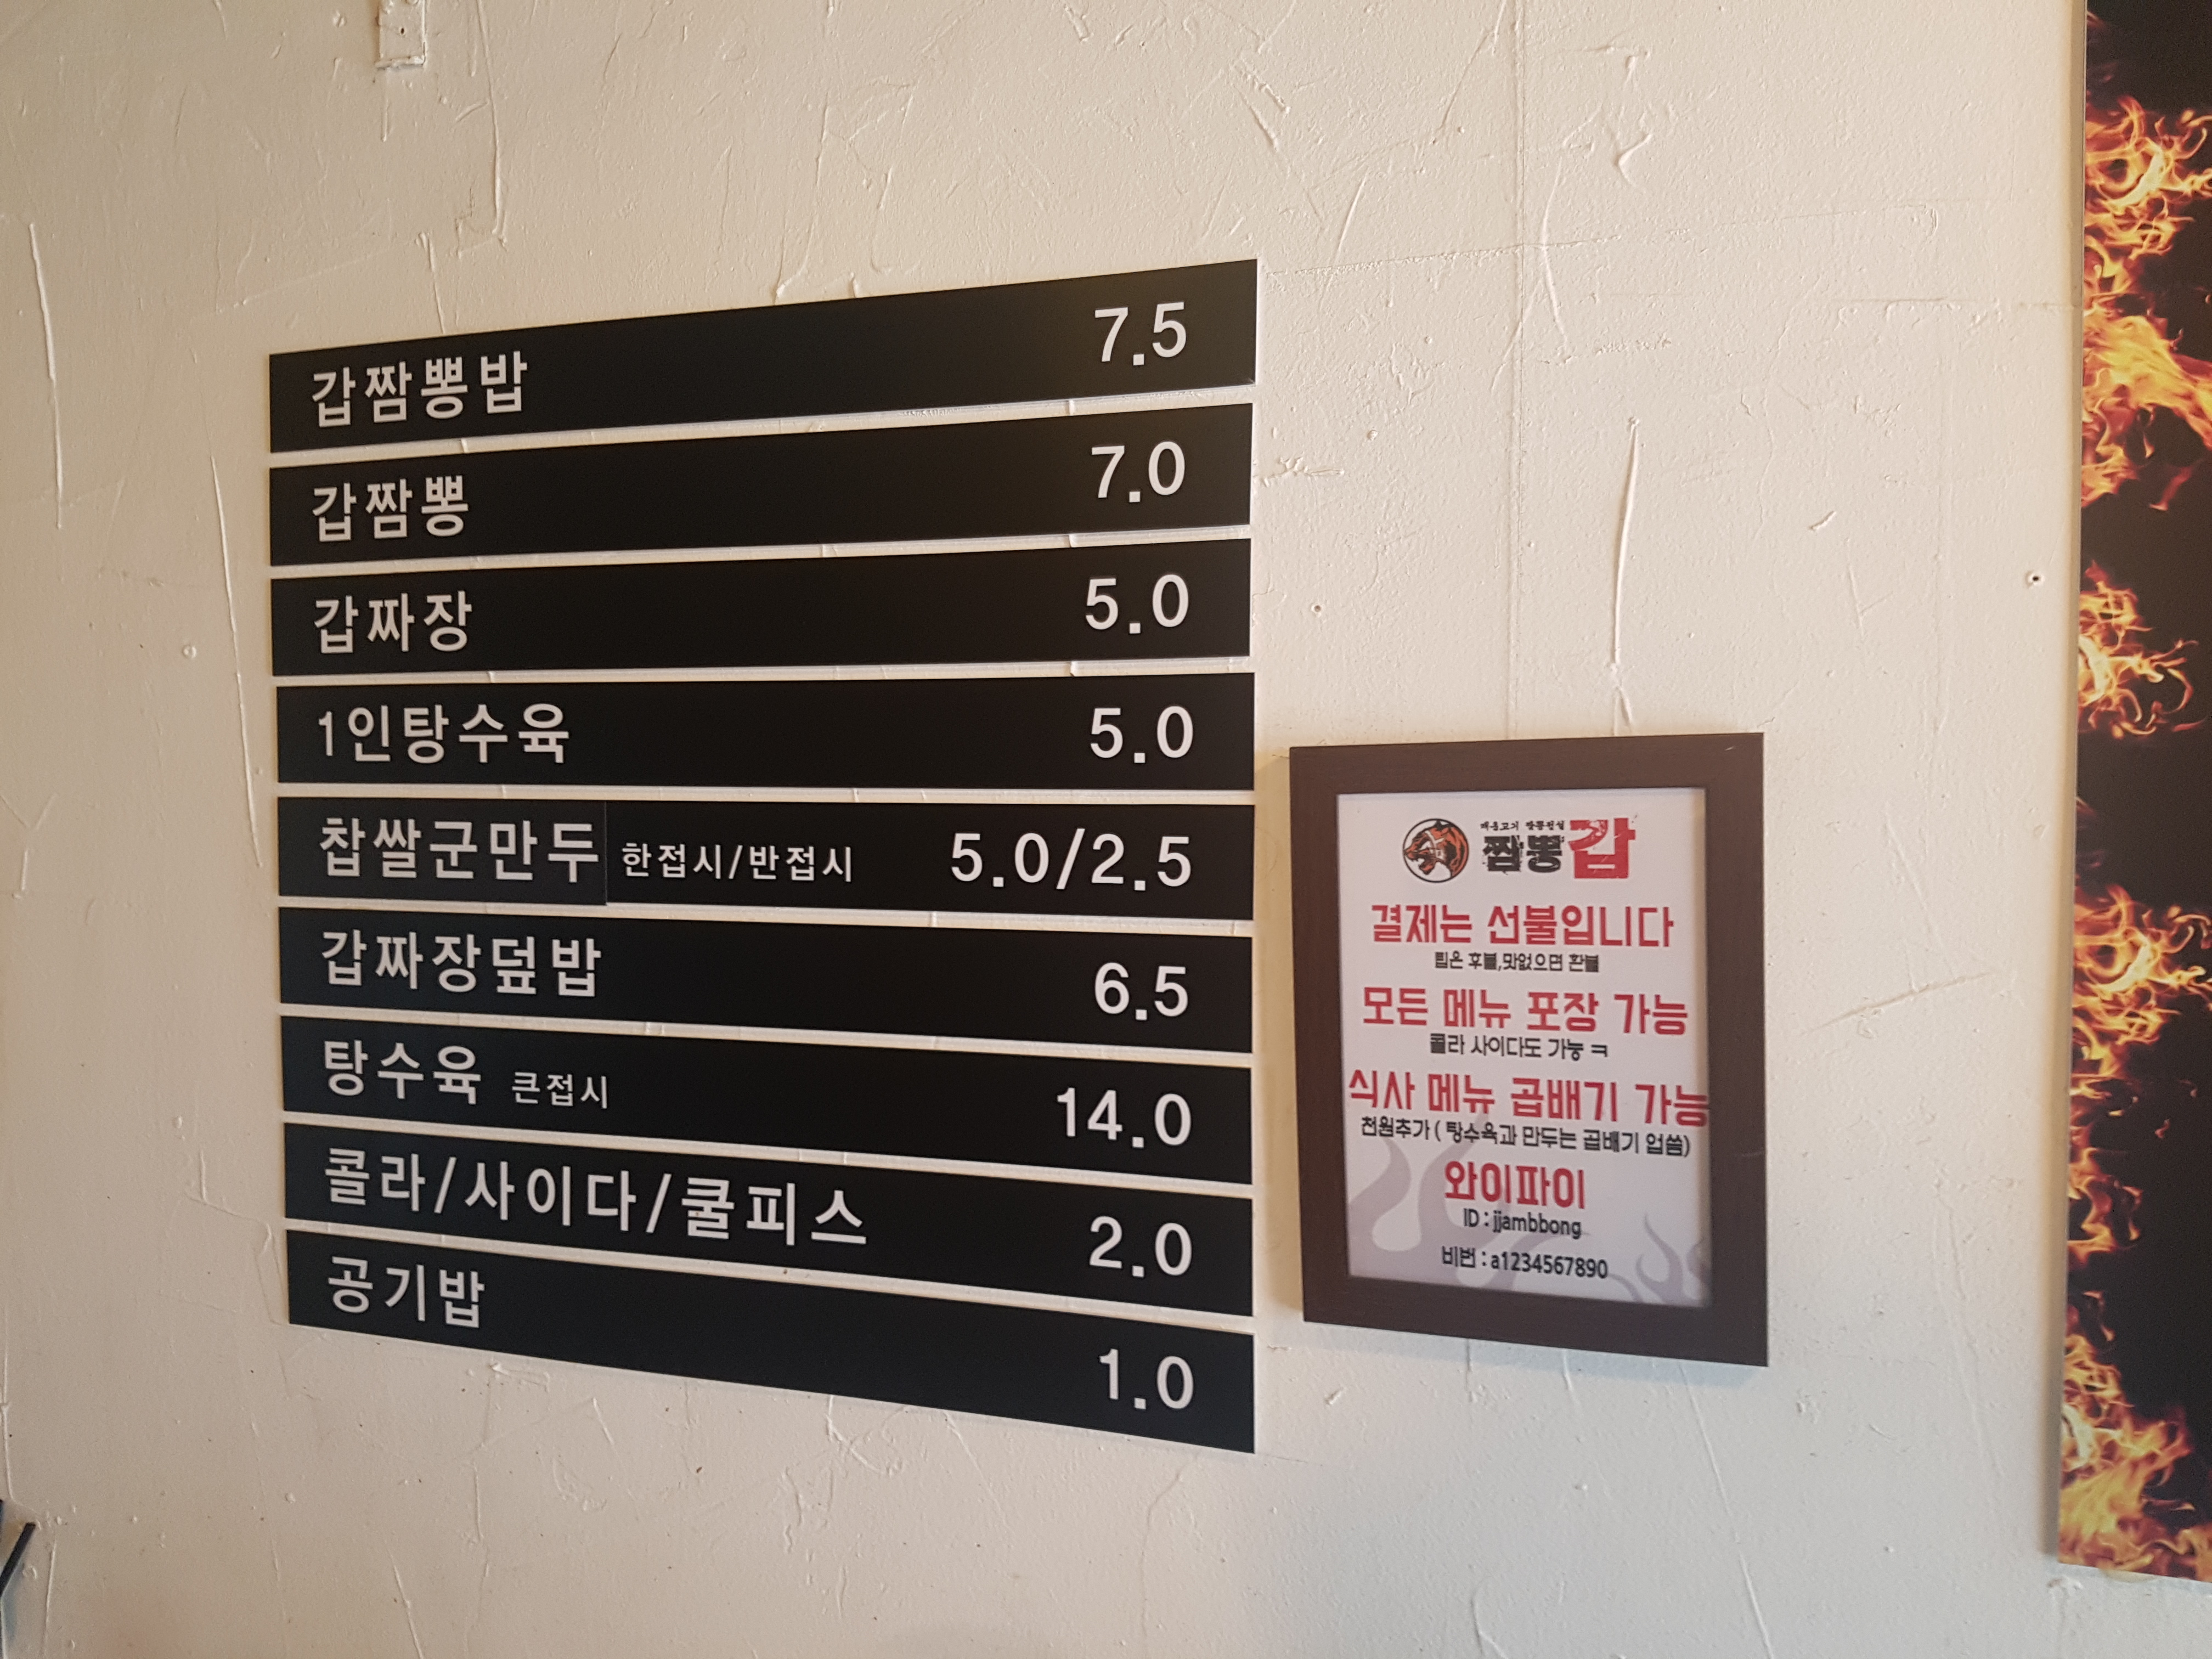 갑짬뽕밥 7.5
갑짬뽕 7.0
갑짜장 5.0
1인탕수육 5.0
찹쌀군만두 한접시/반접시 5.0/2.5
갑짜장덮밥 6.5
탕수육 큰접시 14.0
콜라/사이다/쿨피스 2.0
공기밥 1.0
짬뽕갑
결제는 선불입니다
팁은 후불,맛없으면 환불
모든 메뉴 포장 가능
콜라 사이다도 가능 ㅋ
식사 메뉴 곱배기 가능
천원추가 ( 탕수육과 만두는 곱배기 업씀)
와이파이
ID : jjambbong
비번 : a1234567890